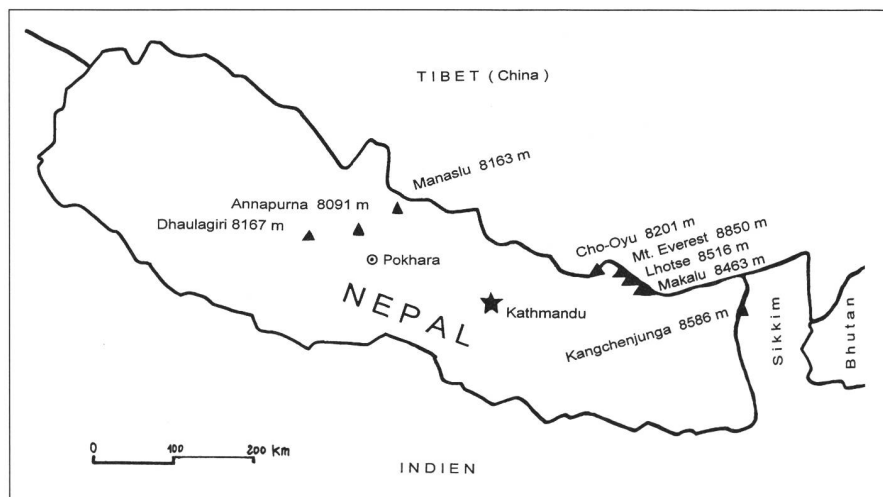 TIBET (China)
Manaslu 8163 m
Annapurna 8091 m
Dhaulagiri 8167 m
Cho-Oyu 8201 m
Mt. Everest 8850 m
Lhotse 8516 m
Makalu 8463 m
Pokhara
NEPAL
Kathmandu
Kangchenjunga 8586 m
Sikkim
Bhutan
0 100 200 KM
INDIEN